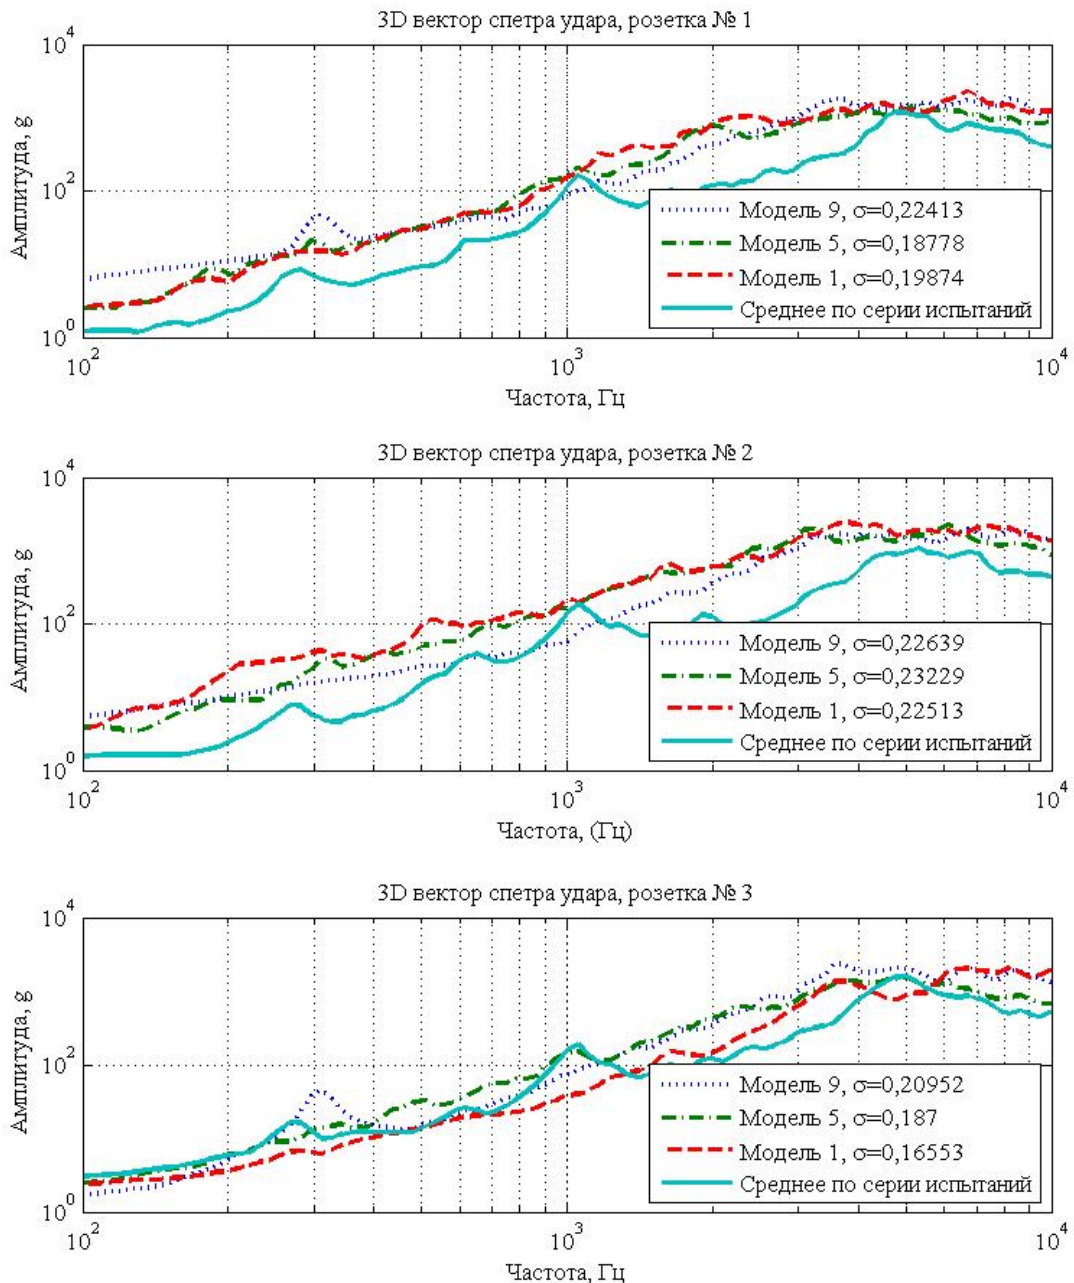 3D вектор спетра удара, розетка № 1
10^4
10^2
10^0
Амплитуда, g
Модель 9, σ=0,22413
Модель 5, σ=0,18778
Модель 1, σ=0,19874
Среднее по серии испытаний
10^2 10^3 10^4
Частота, Гц
3D вектор спетра удара, розетка № 2
10^4
10^2
10^0
Амплитуда, g
Модель 9, σ=0,22639
Модель 5, σ=0,23229
Модель 1, σ=0,22513
Среднее по серии испытаний
10^2 10^3 10^4
Частота, (Гц)
3D вектор спетра удара, розетка № 3
10^4
10^2
10^0
Амплитуда, g
Модель 9, σ=0,20952
Модель 5, σ=0,187
Модель 1, σ=0,16553
Среднее по серии испытаний
10^2 10^3 10^4
Частота, Гц